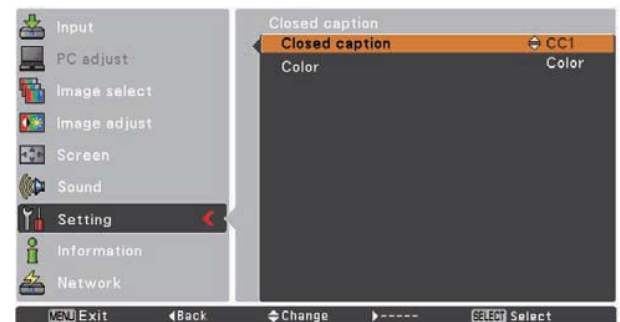 Input
PC adjust
Image select
Image adjust
Screen
Sound
Setting
Information
Network
Closed caption
Closed caption CC1
Color Color
MENU Exit Back Change ----- SELECT Select